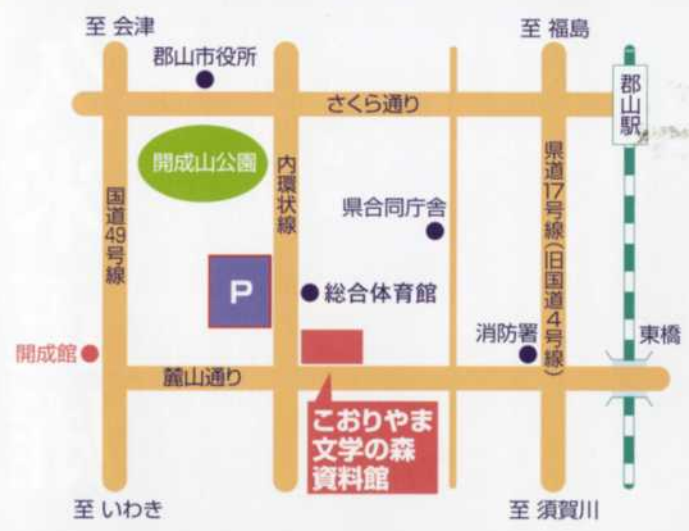 至 会津
至 福島
郡山市役所
さくら通り
郡山駅
開成山公園
内環状線
国道49号線
県道17号線(旧国道4号線)
県合同庁舎
P
総合体育館
消防署
東橋
開成館
麓山通り
こおりやま
文学の森
資料館
至 いわき
至 須賀川